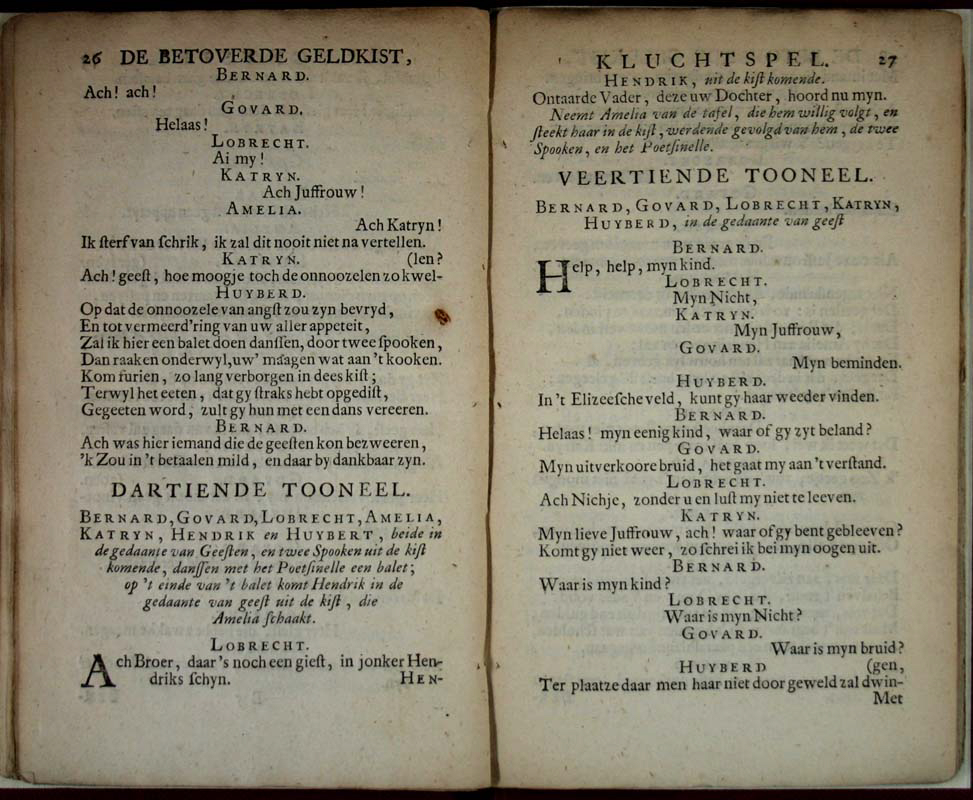 26 DE BETOVERDE GELDKIST,
BERNARD.
Ach! ach!
GOVARD.
Helaas!
LOBRECHT.
Ai my!
KATRYN.
Ach Juffrouw!
AMELIA.
Ach Katryn!
Ik ſterf van ſchrik, ik zal dit nooit niet na vertellen.
KATRYN. (len?
Ach! geeſt, hoe moogje toch de onnoozelen zo kwel-
HUYBERD.
Op dat de onnoozele van angſt zou zyn bevryd,
En tot vermeerd'ring van uw aller appeteit,
Zal ik hier een balet doen danſſen, door twee ſpooken,
Dan raaken onderwyl, uw' maagen wat aan 't kooken.
Kom furien, zo lang verborgen in dees kiſt;
Terwyl het eeten, dat gy ſtraks hebt opgediſt,
Gegeeten word, zult gy hun met een dans vereeren.
BERNARD.
Ach was hier iemand die de geeſten kon bezweeren,
'k Zou in 't betaalen mild, en daar by dankbaar zyn.
DARTIENDE TOONEEL.
BERNARD, GOVARD, LOBRECHT, AMELIA,
KATRYN, HENDRIK en HUYBERT, beide in
de gedaante van Geeſten, en twee Spooken uit de kiſt
komende, danſſen met het Poetſinelle een balet;
op 't einde van 't balet komt Hendrik in de
gedaante van geeſt uit de kiſt, die
Amelia ſchaakt.
LOBRECHT.
Ach Broer, daar 's noch een gieſt, in jonker Hen-
driks ſchyn. HEN-
KLUCHTSPEL. 27
HENDRIK, uit de kiſt komende.
Ontaarde Vader, deze uw Dochter, hoord nu myn.
Neemt Amelia van de tafel, die hem willig volgt, en
ſteekt haar in de kiſt, werdende gevolgd van hem, de twee
Spooken, en het Poetſinelle.
VEERTIENDE TOONEEL.
BERNARD, GOVARD, LOBRECHT, KATRYN,
HUYBERD, in de gedaante van geeſt
BERNARD.
Help, help, myn kind.
LOBRECHT.
Myn Nicht,
KATRYN.
Myn Juffrouw,
GOVARD.
Myn beminden.
HUYBERD.
In 't Elizeeſche veld, kunt gy haar weeder vinden.
BERNARD.
Helaas! myn eenig kind, waar of gy zyt beland?
GOVARD.
Myn uitverkoore bruid, het gaat my aan 't verſtand.
LOBRECHT.
Ach Nichje, zonder u en luſt my niet te leeven.
KATRYN.
Myn lieve Juffrouw, ach! waar of gy bent gebleeven?
Komt gy niet weer, zo ſchrei ik bei myn oogen uit.
BERNARD.
Waar is myn kind?
LOBRECHT.
Waar is myn Nicht?
GOVARD.
Waar is myn bruid?
HUYBERD (gen,
Ter plaatze daar men haar niet door geweld zal dwin-
Met